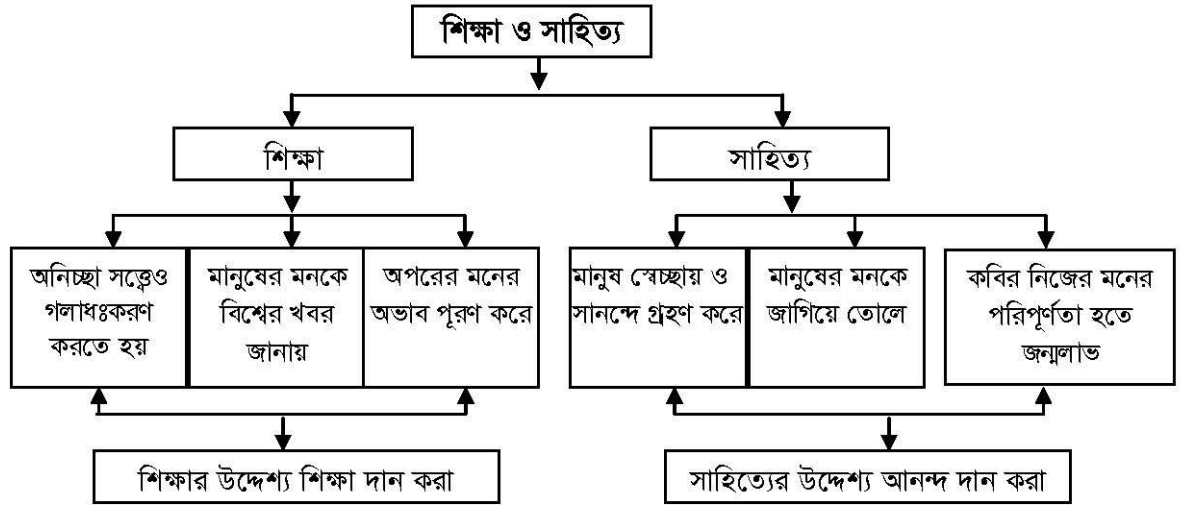 শিক্ষা ও সাহিত্য
শিক্ষা
সাহিত্য
অনিচ্ছা সত্ত্বেও
গলাধঃকরণ
করতে হয়
মানুষের মনকে
বিশ্বের খবর
জানায়
অপরের মনের
অভাব পূরণ করে
মানুষ স্বেচ্ছায় ও
সানন্দে গ্রহণ করে
মানুষের মনকে
জাগিয়ে তোলে
কবির নিজের মনের
পরিপূর্ণতা হতে
জন্মলাভ
শিক্ষার উদ্দেশ্য শিক্ষা দান করা
সাহিত্যের উদ্দেশ্য আনন্দ দান করা